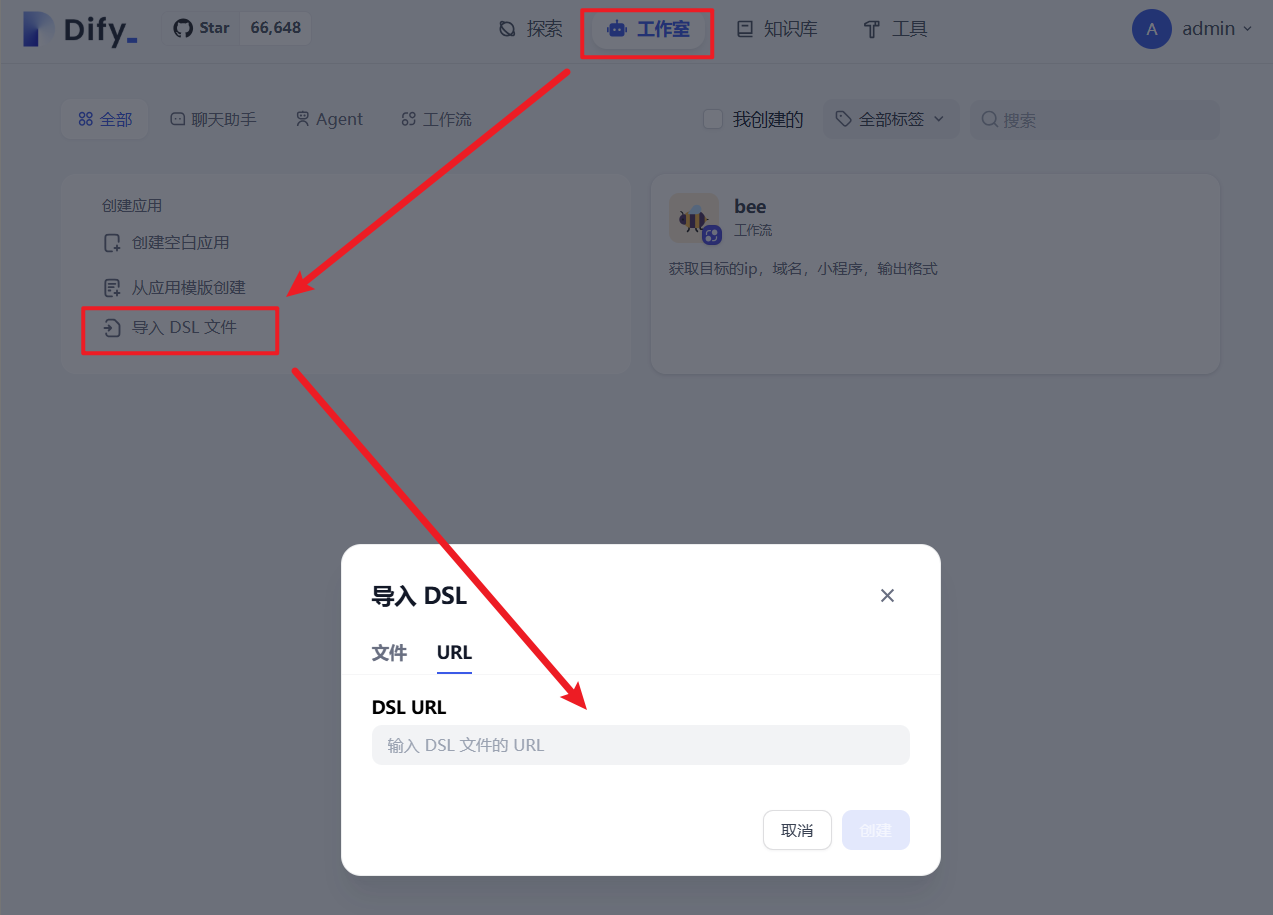 Dify_
Star 66,648
探索
工作室
知识库
工具
A admin
全部
聊天助手
Agent
工作流
我创建的
全部标签
搜索
创建应用
创建空白应用
从应用模版创建
导入 DSL 文件
bee
工作流
获取目标的ip，域名，小程序，输出格式
导入 DSL
文件 URL
DSL URL
输入 DSL 文件的 URL
取消 创建